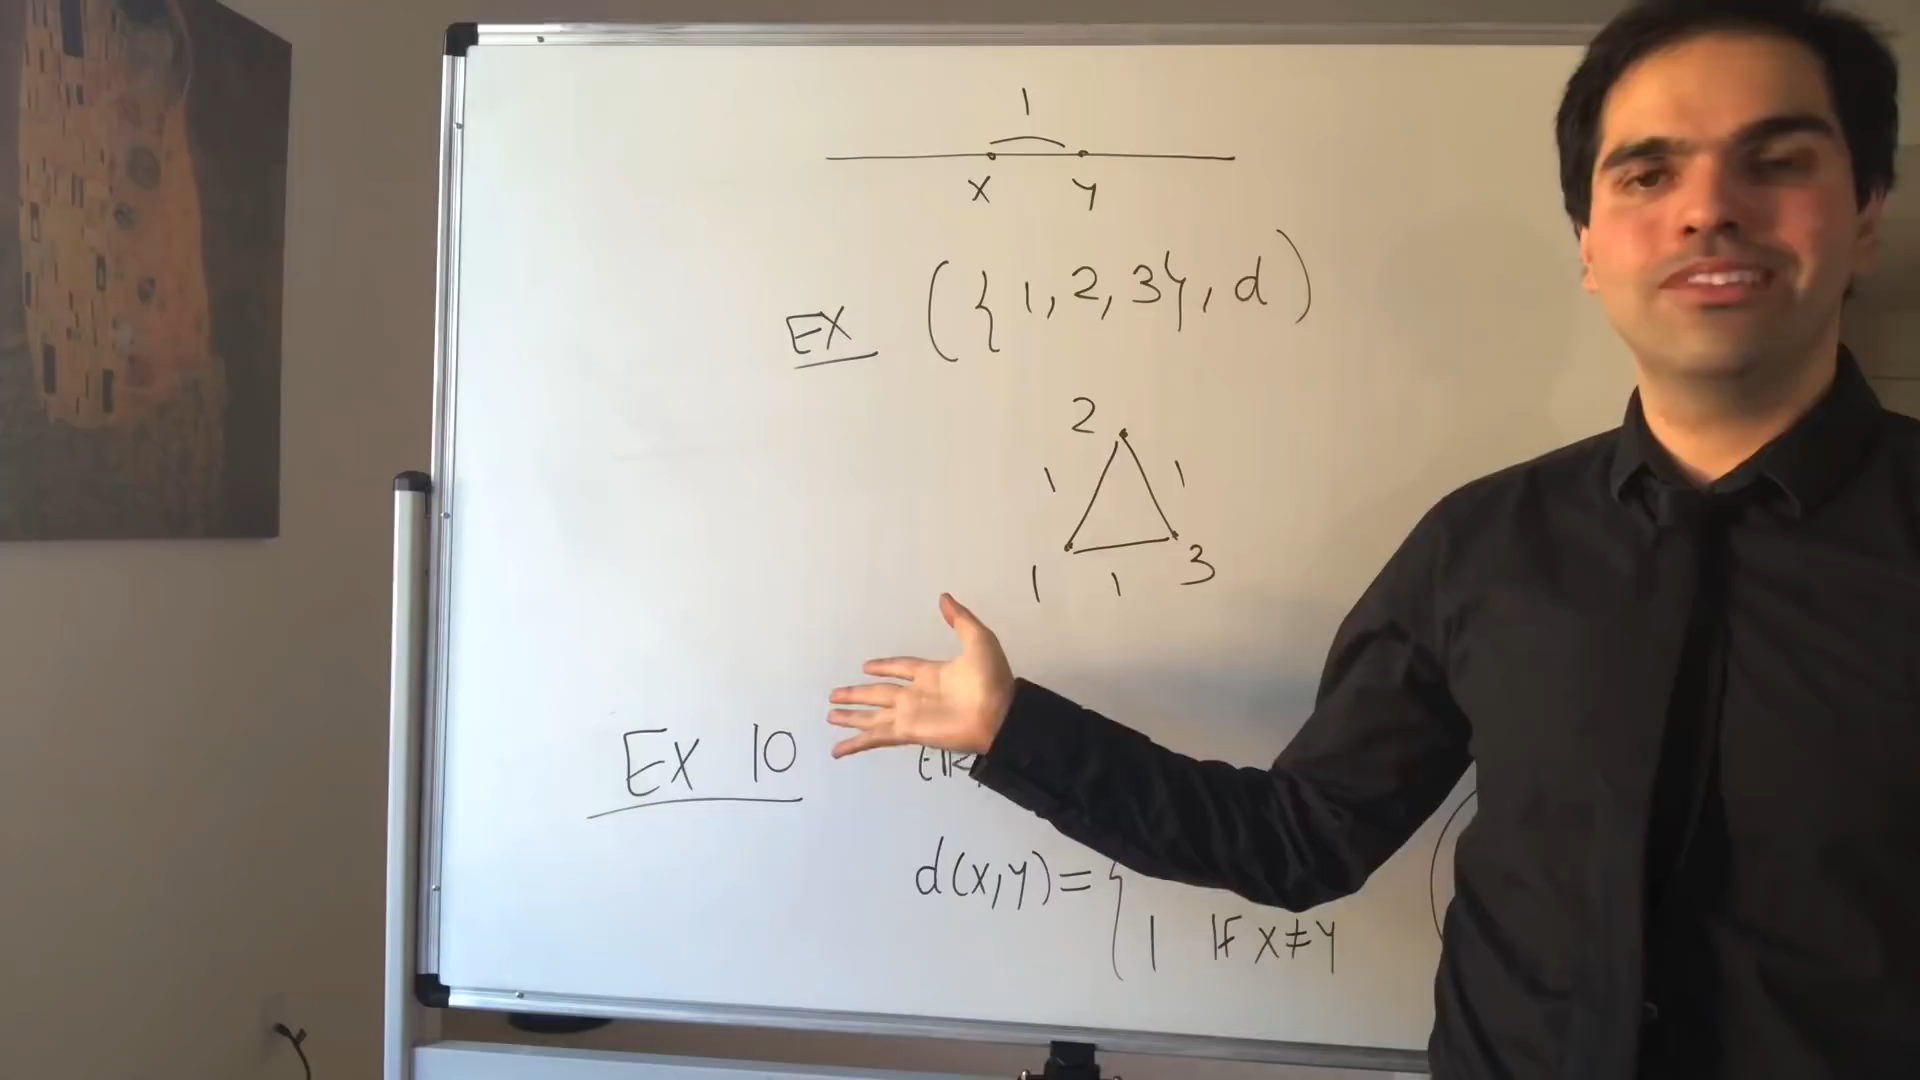 1
x y
EX ({1,2,3}, d)
2
1 1
1 1 3
Ex 10
d(x,y)={
1 IF x≠y